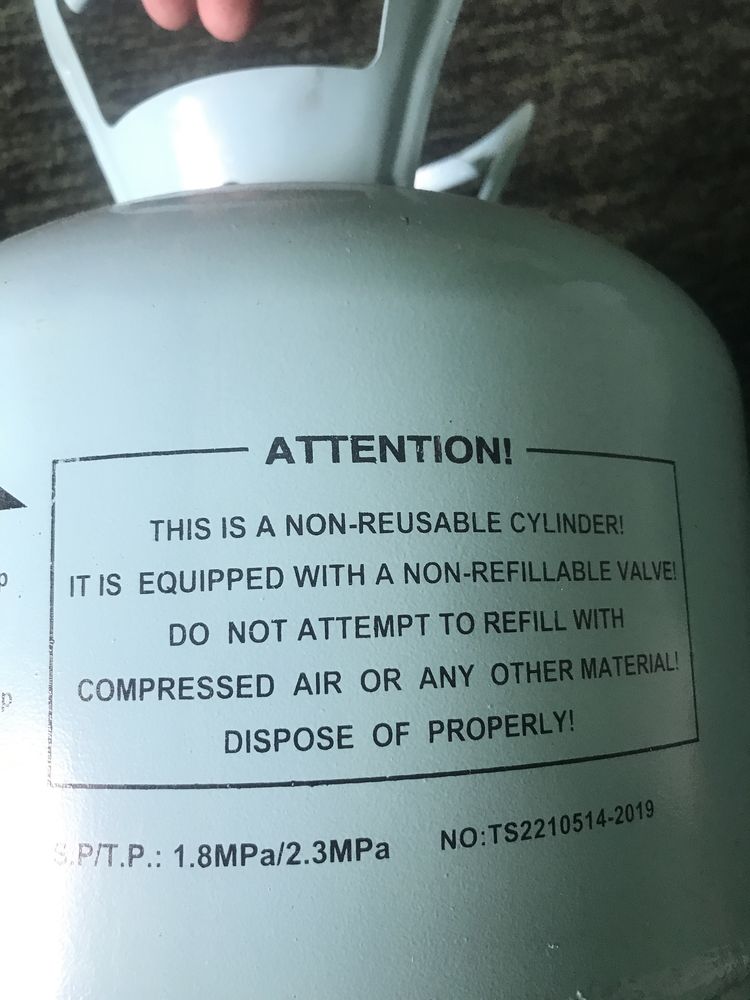 ATTENTION!
THIS IS A NON-REUSABLE CYLINDER!
IT IS EQUIPPED WITH A NON-REFILLABLE VALVE!
DO NOT ATTEMPT TO REFILL WITH
COMPRESSED AIR OR ANY OTHER MATERIAL!
DISPOSE OF PROPERLY!
S.P/T.P.: 1.8MPa/2.3MPa NO:TS2210514-2019